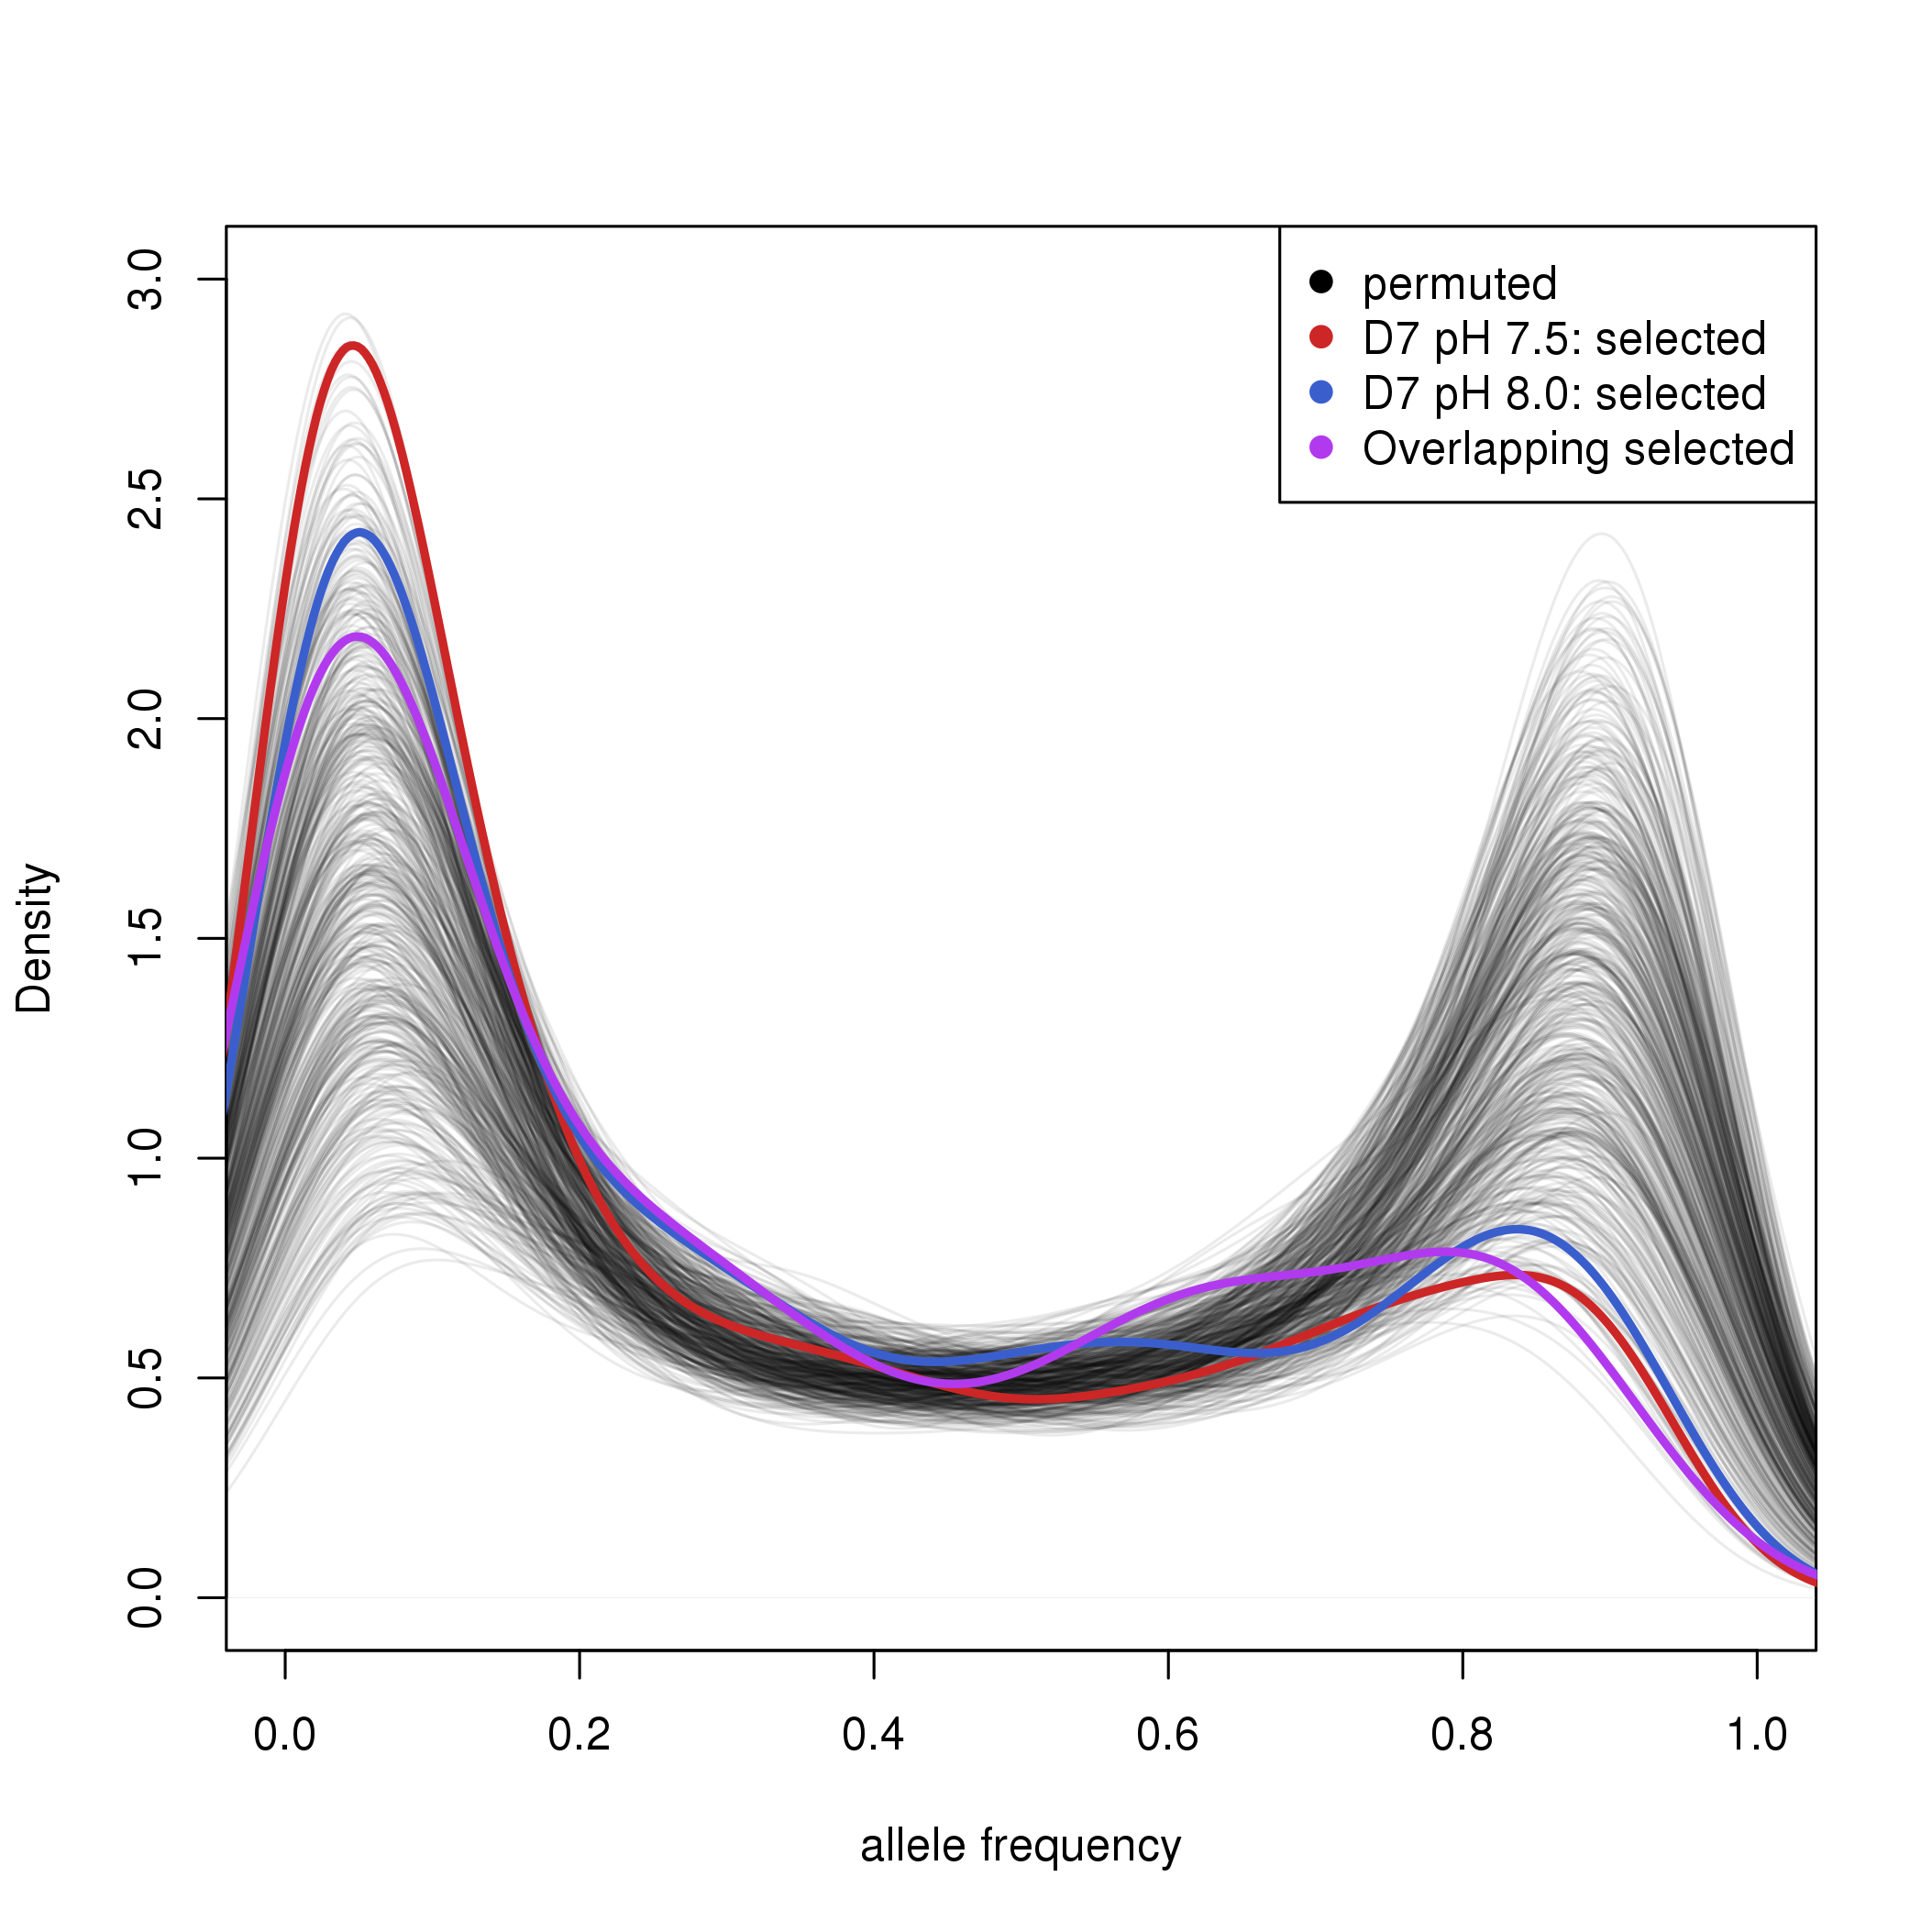 permuted
D7 pH 7.5: selected
D7 pH 8.0: selected
Overlapping selected
3.0
2.5
2.0
1.5
1.0
0.5
0.0
Density
0.0 0.2 0.4 0.6 0.8 1.0
allele frequency